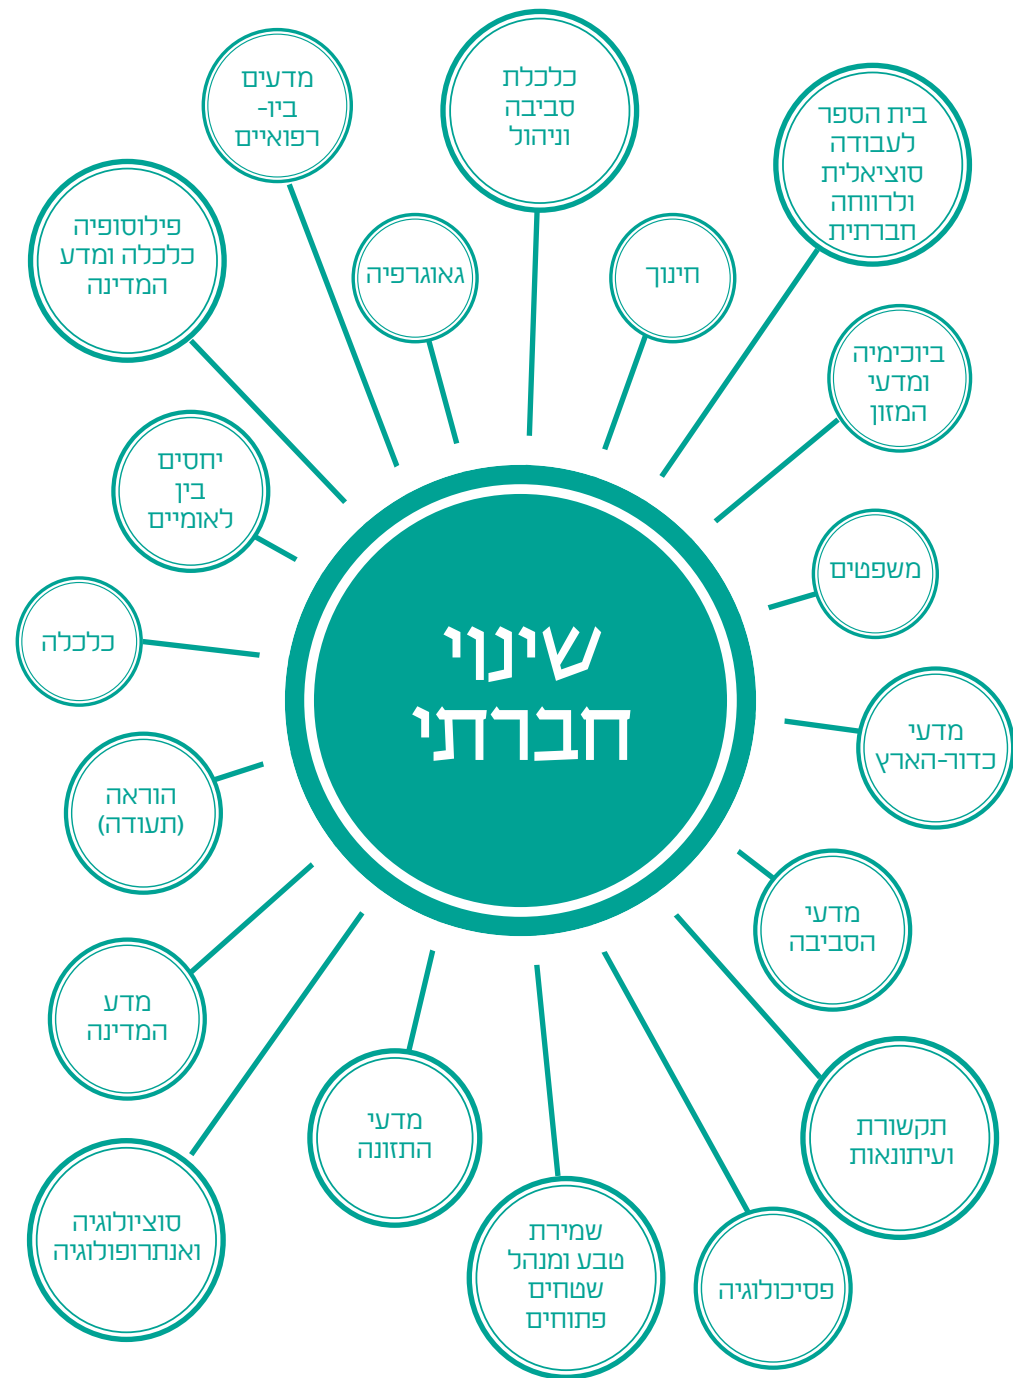 מדעים
ביו-
רפואיים
כלכלת
סביבה
וניהול
בית הספר
לעבודה
סוציאלית
ולרווחה
חברתית
פילוסופיה
כלכלה ומדע
המדינה
גאוגרפיה
חינוך
ביוכימיה
ומדעי
המזון
יחסים
בין
לאומיים
משפטים
כלכלה
שינוי
חברתי
מדעי
כדור-הארץ
הוראה
(תעודה)
מדעי
הסביבה
מדע
המדינה
מדעי
התזונה
תקשורת
ועיתונאות
סוציולוגיה
ואנתרופולוגיה
שמירת
טבע ומנהל
שטחים
פתוחים
פסיכולוגיה